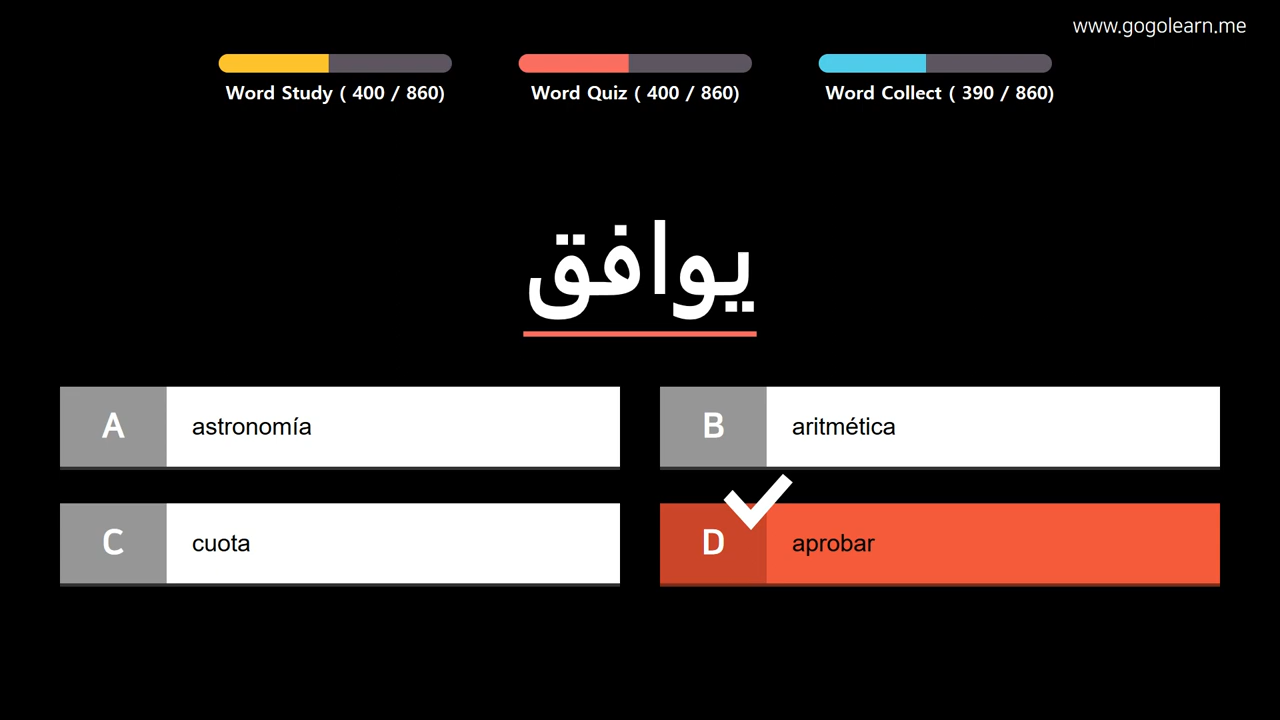 www.gogolearn.me
Word Study ( 400 / 860)
Word Quiz ( 400 / 860)
Word Collect ( 390 / 860)
يوافق
A astronomía
B aritmética
C cuota
D aprobar